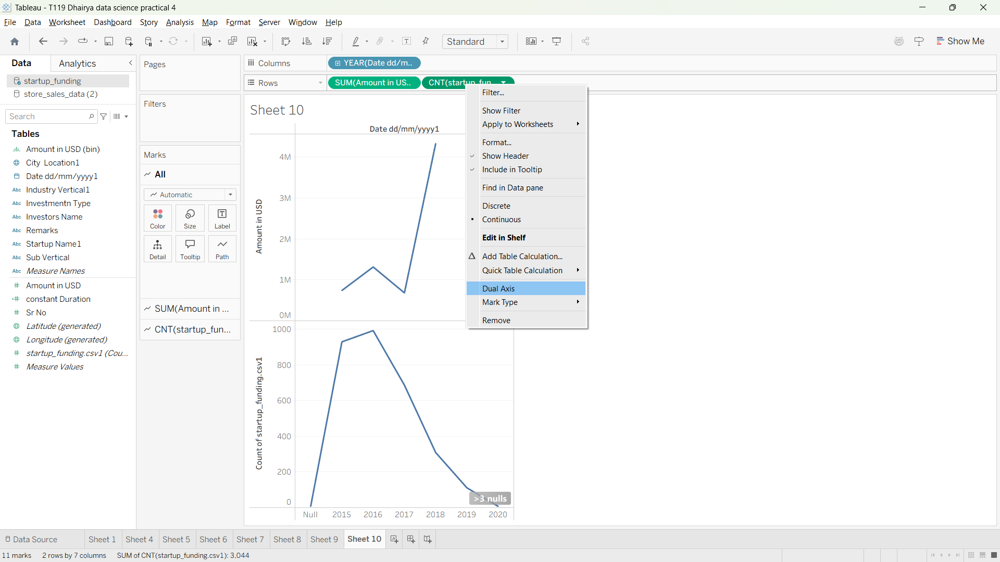 Tableau - T119 Dhairya data science practical 4
File Data Worksheet Dashboard Story Analysis Map Format Server Window Help
Standard
Show Me
Data Analytics
startup_funding
store_sales_data (2)
Search
Tables
Amount in USD (bin)
City Location1
Date dd/mm/yyyy1
Abc Industry Vertical1
Abc Investmentn Type
Abc Investors Name
Abc Remarks
Abc Startup Name1
Abc Sub Vertical
Abc Measure Names
Amount in USD
constant Duration
Sr No
Latitude (generated)
Longitude (generated)
startup_funding.csv1 (Cou...
Measure Values
Pages
Filters
Marks
All
Automatic
Color Size Label
Detail Tooltip Path
SUM(Amount in ...
CNT(startup_fun...
Columns YEAR(Date dd/m..
Rows SUM(Amount in US.. CNT(startup_fun..
Sheet 10
Date dd/mm/yyyy1
Amount in USD
4M
3M
2M
1M
0M
Count of startup_funding.csv1
1000
800
600
400
200
0
>3 nulls
Null 2015 2016 2017 2018 2019 2020
Filter...
Show Filter
Apply to Worksheets
Format...
Show Header
Include in Tooltip
Find in Data pane
Discrete
Continuous
Edit in Shelf
Add Table Calculation...
Quick Table Calculation
Dual Axis
Mark Type
Remove
Data Source Sheet 1 Sheet 4 Sheet 5 Sheet 6 Sheet 7 Sheet 8 Sheet 9 Sheet 10
11 marks 2 rows by 7 columns SUM of CNT(startup_funding.csv1): 3,044